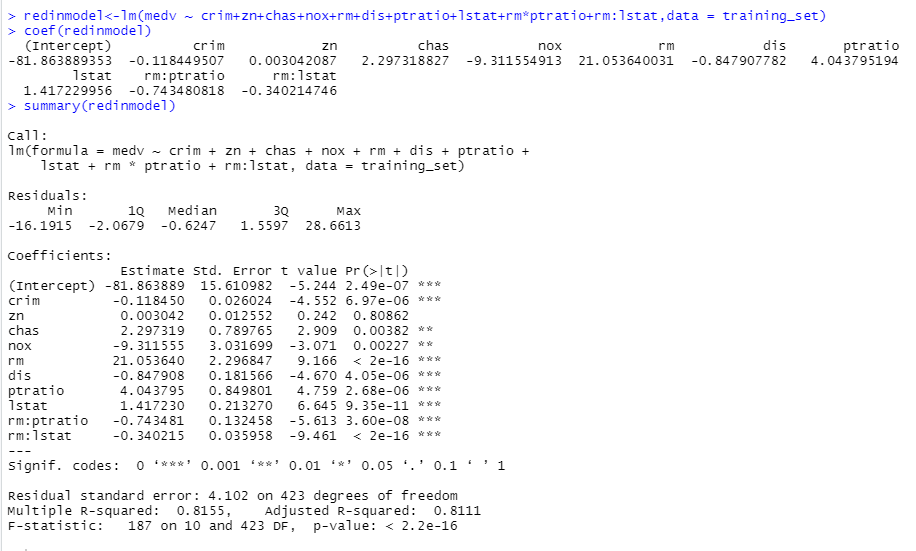 > redinmodel<-lm(medv ~ crim+zn+chas+nox+rm+dis+ptratio+lstat+rm*ptratio+rm:lstat,data = training_set)
> coef(redinmodel)
 (Intercept)         crim           zn         chas          nox           rm          dis      ptratio
-81.863889353 -0.118449507  0.003042087  2.297318827 -9.311554913 21.053640031 -0.847907782  4.043795194
       lstat   rm:ptratio     rm:lstat
 1.417229956 -0.743480818 -0.340214746
> summary(redinmodel)
Call:
lm(formula = medv ~ crim + zn + chas + nox + rm + dis + ptratio +
    lstat + rm * ptratio + rm:lstat, data = training_set)
Residuals:
     Min       1Q   Median       3Q      Max
-16.1915  -2.0679  -0.6247   1.5597  28.6613
Coefficients:
              Estimate Std. Error t value Pr(>|t|)
(Intercept) -81.863889  15.610982  -5.244 2.49e-07 ***
crim         -0.118450   0.026024  -4.552 6.97e-06 ***
zn            0.003042   0.012552   0.242  0.80862
chas          2.297319   0.789765   2.909  0.00382 **
nox          -9.311555   3.031699  -3.071  0.00227 **
rm           21.053640   2.296847   9.166  < 2e-16 ***
dis          -0.847908   0.181566  -4.670 4.05e-06 ***
ptratio       4.043795   0.849801   4.759 2.68e-06 ***
lstat         1.417230   0.213270   6.645 9.35e-11 ***
rm:ptratio   -0.743481   0.132458  -5.613 3.60e-08 ***
rm:lstat     -0.340215   0.035958  -9.461  < 2e-16 ***
---
Signif. codes:  0 ‘***’ 0.001 ‘**’ 0.01 ‘*’ 0.05 ‘.’ 0.1 ‘ ’ 1
Residual standard error: 4.102 on 423 degrees of freedom
Multiple R-squared:  0.8155,	Adjusted R-squared:  0.8111
F-statistic:   187 on 10 and 423 DF,  p-value: < 2.2e-16